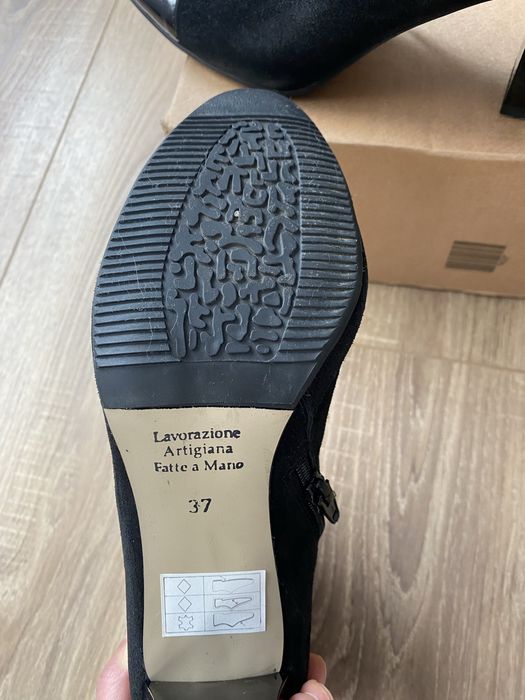 Lavorazione
Artigiana
Fatte a Mano
37